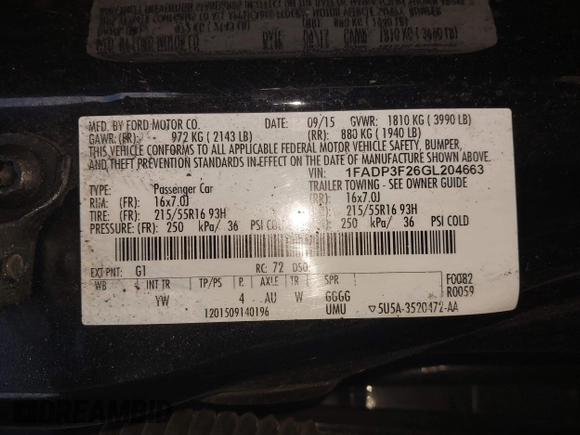 MFD. BY FORD MOTOR CO. DATE: 09/15 GVWR: 1810 KG ( 3990 LB)
GAWR: (FR) 972 KG ( 2143 LB) (RR): 880 KG ( 1940 LB)
THIS VEHICLE CONFORMS TO ALL APPLICABLE FEDERAL MOTOR VEHICLE SAFETY, BUMPER,
AND THEFT PREVENTION STANDARDS IN EFFECT ON THE DATE OF MANUFACTURE SHOWN ABOVE.
VIN: 1FADP3F26GL204663
TYPE: Passenger Car TRAILER TOWING - SEE OWNER GUIDE
RIM: (FR) 16x7.0J (RR): 16x7.0J
TIRE: (FR) 215/55R16 93H (RR): 215/55R16 93H
PRESSURE: (FR) 250 kPa/ 36 PSI COLD (RR): 250 kPa/ 36 PSI COLD
EXT PNT: G1 RC: 72 DSO:
WB INT TR TP/PS R AXLE TR SPR F0082
YW 4 AU W GGGG R0059
1201509140196 UMU ▽5U5A-3520472-AA
DREAMBID